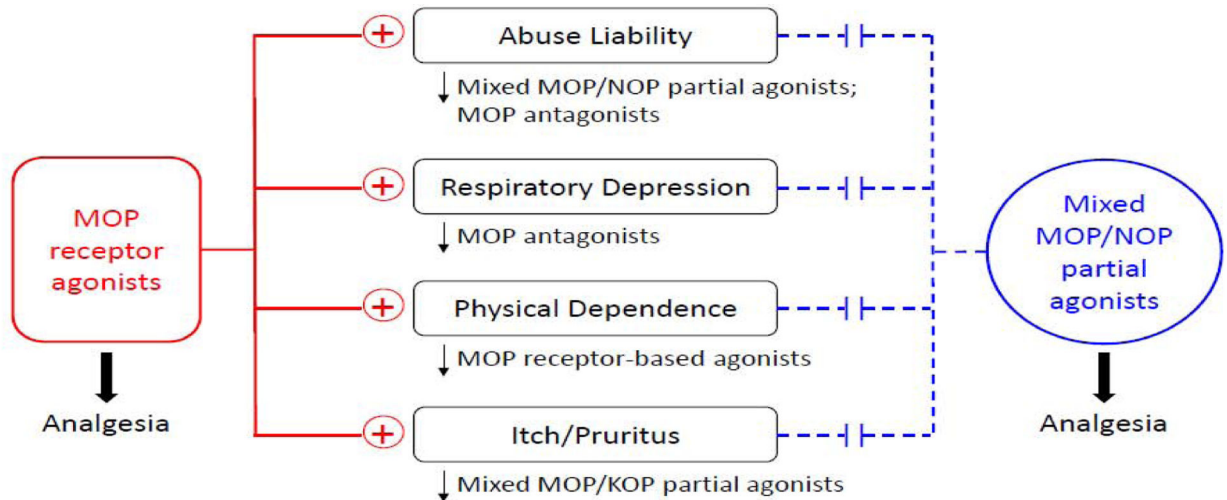 MOP
receptor
agonists
Analgesia
+
Abuse Liability
↓ Mixed MOP/NOP partial agonists;
MOP antagonists
+
Respiratory Depression
↓ MOP antagonists
+
Physical Dependence
↓ MOP receptor-based agonists
+
Itch/Pruritus
↓ Mixed MOP/KOP partial agonists
Mixed
MOP/NOP
partial
agonists
Analgesia